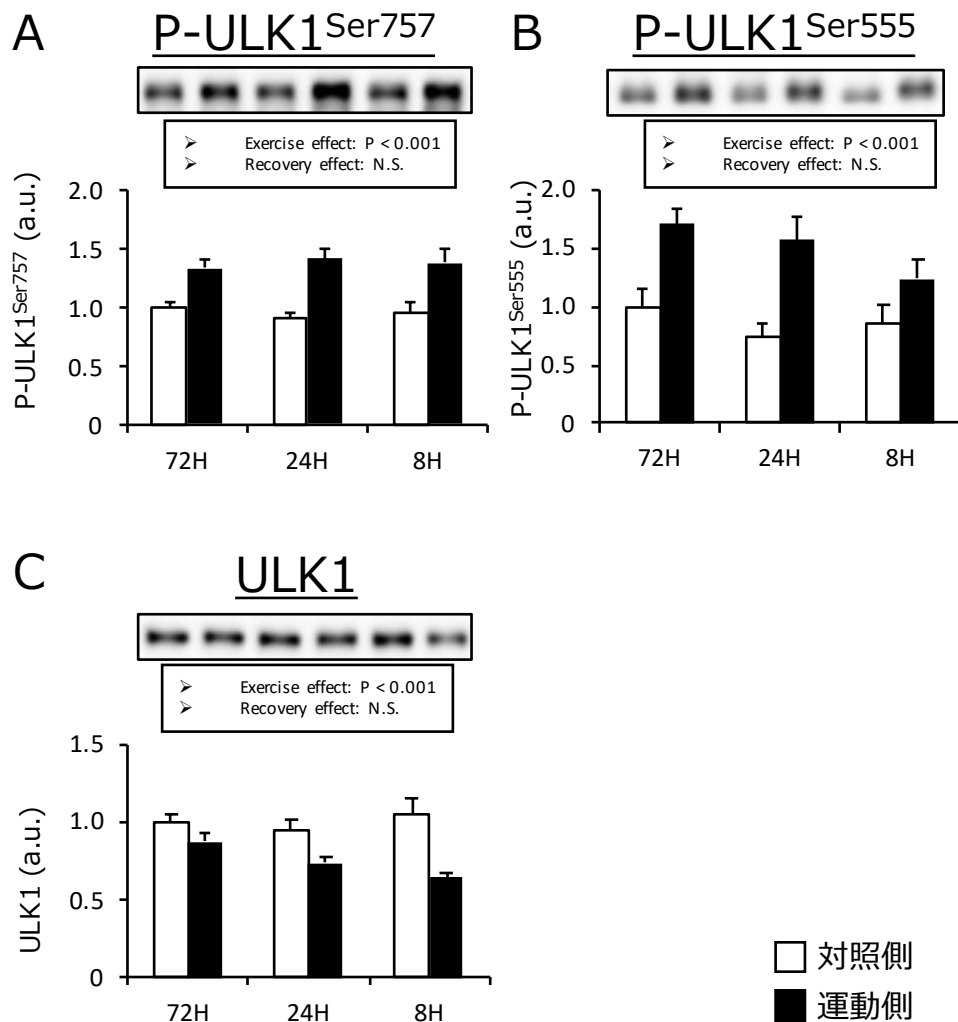 A
P-ULK1Ser757
➢ Exercise effect: P < 0.001
➢ Recovery effect: N.S.
P-ULK1Ser757 (a.u.)
2.0
1.5
1.0
0.5
0
72H 24H 8H
B
P-ULK1Ser555
➢ Exercise effect: P < 0.001
➢ Recovery effect: N.S.
P-ULK1Ser555 (a.u.)
2.0
1.5
1.0
0.5
0
72H 24H 8H
C
ULK1
➢ Exercise effect: P < 0.001
➢ Recovery effect: N.S.
ULK1 (a.u.)
1.5
1.0
0.5
0
72H 24H 8H
対照側
運動側